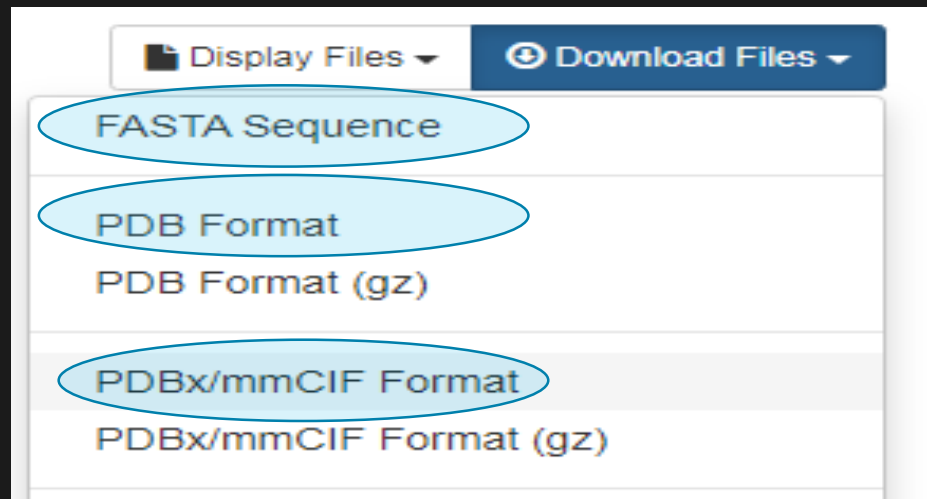 Display Files Download Files
FASTA Sequence
PDB Format
PDB Format (gz)
PDBx/mmCIF Format
PDBx/mmCIF Format (gz)